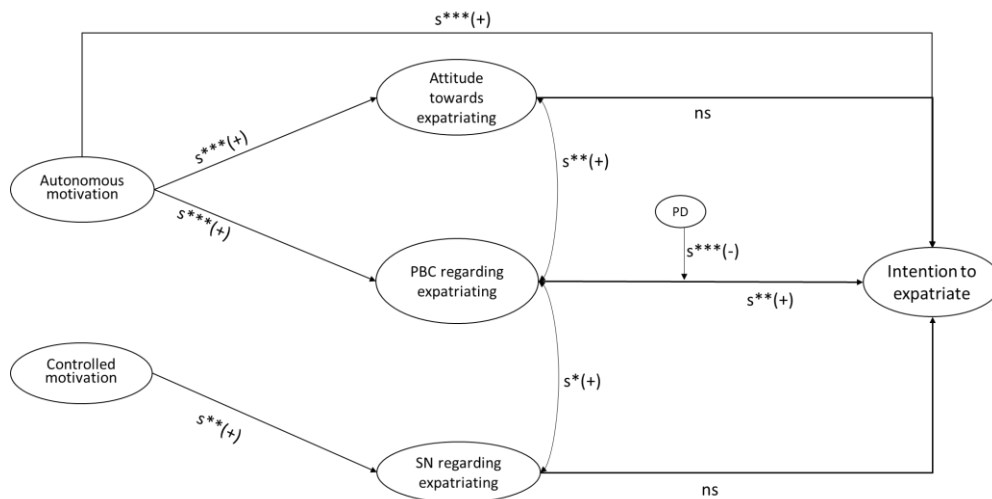 s***(+)
Attitude
towards
expatriating
ns
s***(+)
s**(+)
Autonomous
motivation
PD
s***(+)
s***(-)
PBC regarding
expatriating
Intention to
expatriate
s**(+)
Controlled
motivation
s*(+)
s**(+)
SN regarding
expatriating
ns